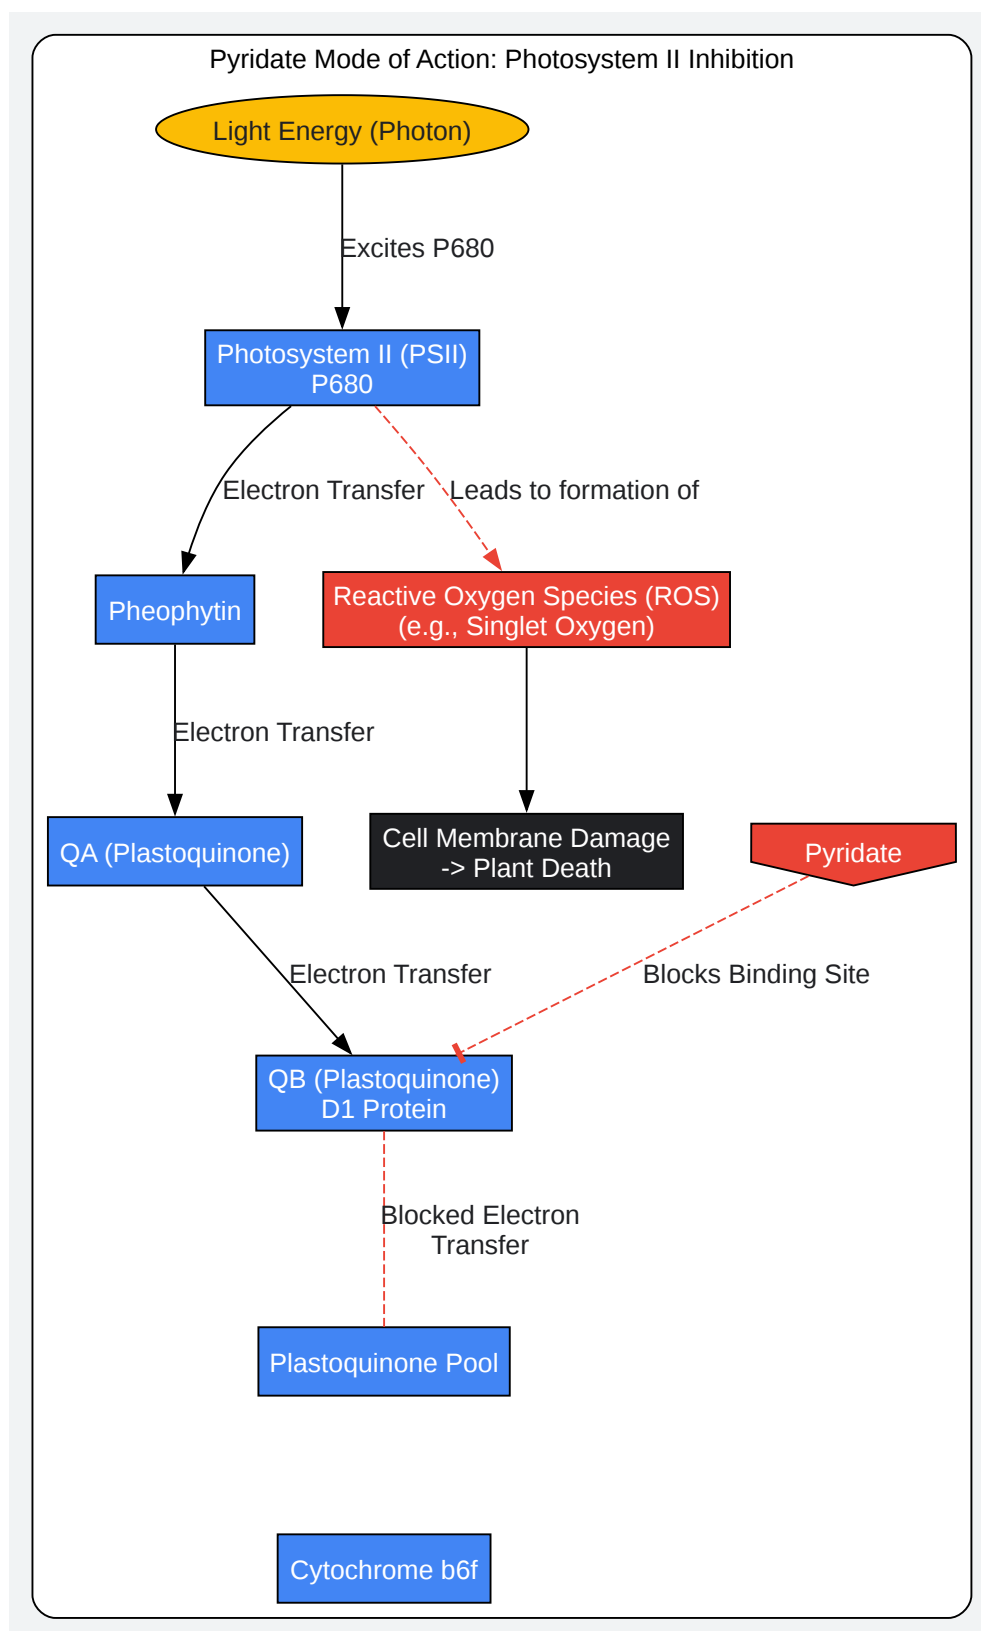 Pyridate Mode of Action: Photosystem II Inhibition
Light Energy (Photon)
Excites P680
Photosystem II (PSII)
P680
Electron Transfer
Leads to formation of
Pheophytin
Reactive Oxygen Species (ROS)
(e.g., Singlet Oxygen)
Electron Transfer
QA (Plastoquinone)
Cell Membrane Damage
-> Plant Death
Pyridate
Electron Transfer
Blocks Binding Site
QB (Plastoquinone)
D1 Protein
Blocked Electron
Transfer
Plastoquinone Pool
Cytochrome b6f